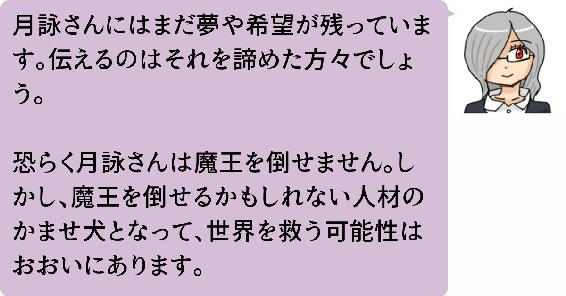 月詠さんにはまだ夢や希望が残っていま
す。伝えるのはそれを諦めた方々でしょ
う。

恐らく月詠さんは魔王を倒せません。し
かし、魔王を倒せるかもしれない人材の
かませ犬となって、世界を救う可能性は
おおいにあります。